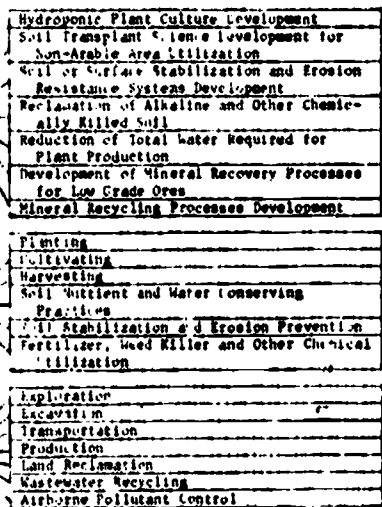 Hydroponic Plant Culture Development
Soil Transplant Science Development for
Non-Arable Area Utilization
Soil or Surface Stabilization and Erosion
Resistance Systems Development
Reclamation of Alkaline and Other Chemic-
ally Killed Soil
Reduction of Total Water Required for
Plant Production
Development of Mineral Recovery Processes
for Low Grade Ores
Mineral Recycling Processes Development
Planting
Cultivating
Harvesting
Soil Nutrient and Water Conserving
Practices
Soil Stabilization and Erosion Prevention
Fertilizer, Weed Killer and Other Chemical
Utilization
Exploration
Excavation
Transportation
Production
Land Reclamation
Wastewater Recycling
Airborne Pollutant Control